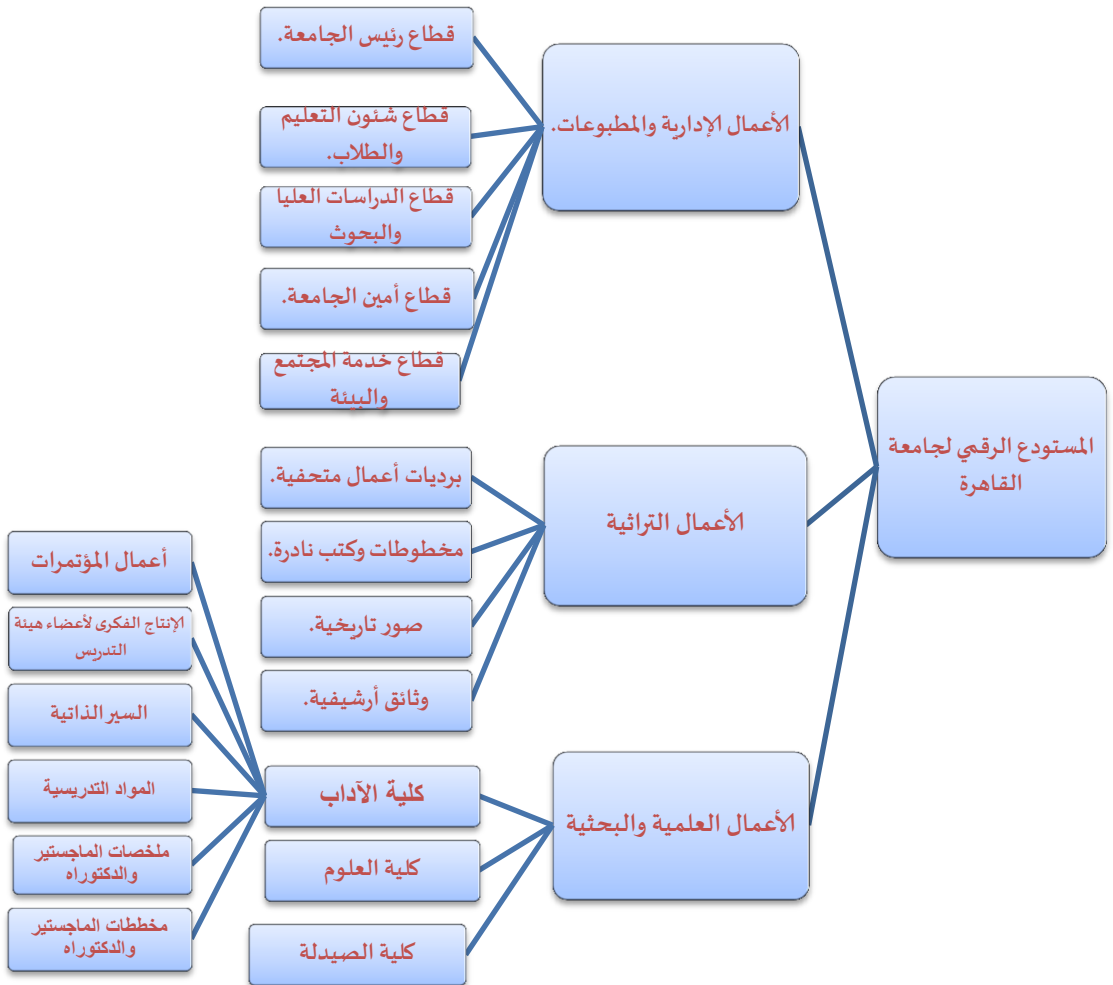 المستودع الرقمي لجامعة
القاهرة
الأعمال الإدارية والمطبوعات.
قطاع رئيس الجامعة.
قطاع شئون التعليم
والطلاب.
قطاع الدراسات العليا
والبحوث
قطاع أمين الجامعة.
قطاع خدمة المجتمع
والبيئة
الأعمال التراثية
برديات أعمال متحفية.
مخطوطات وكتب نادرة.
صور تاريخية.
وثائق أرشيفية.
الأعمال العلمية والبحثية
كلية الآداب
أعمال المؤتمرات
الإنتاج الفكرى لأعضاء هيئة
التدريس
السير الذاتية
المواد التدريسية
ملخصات الماجستير
والدكتوراه
مخططات الماجستير
والدكتوراه
كلية العلوم
كلية الصيدلة